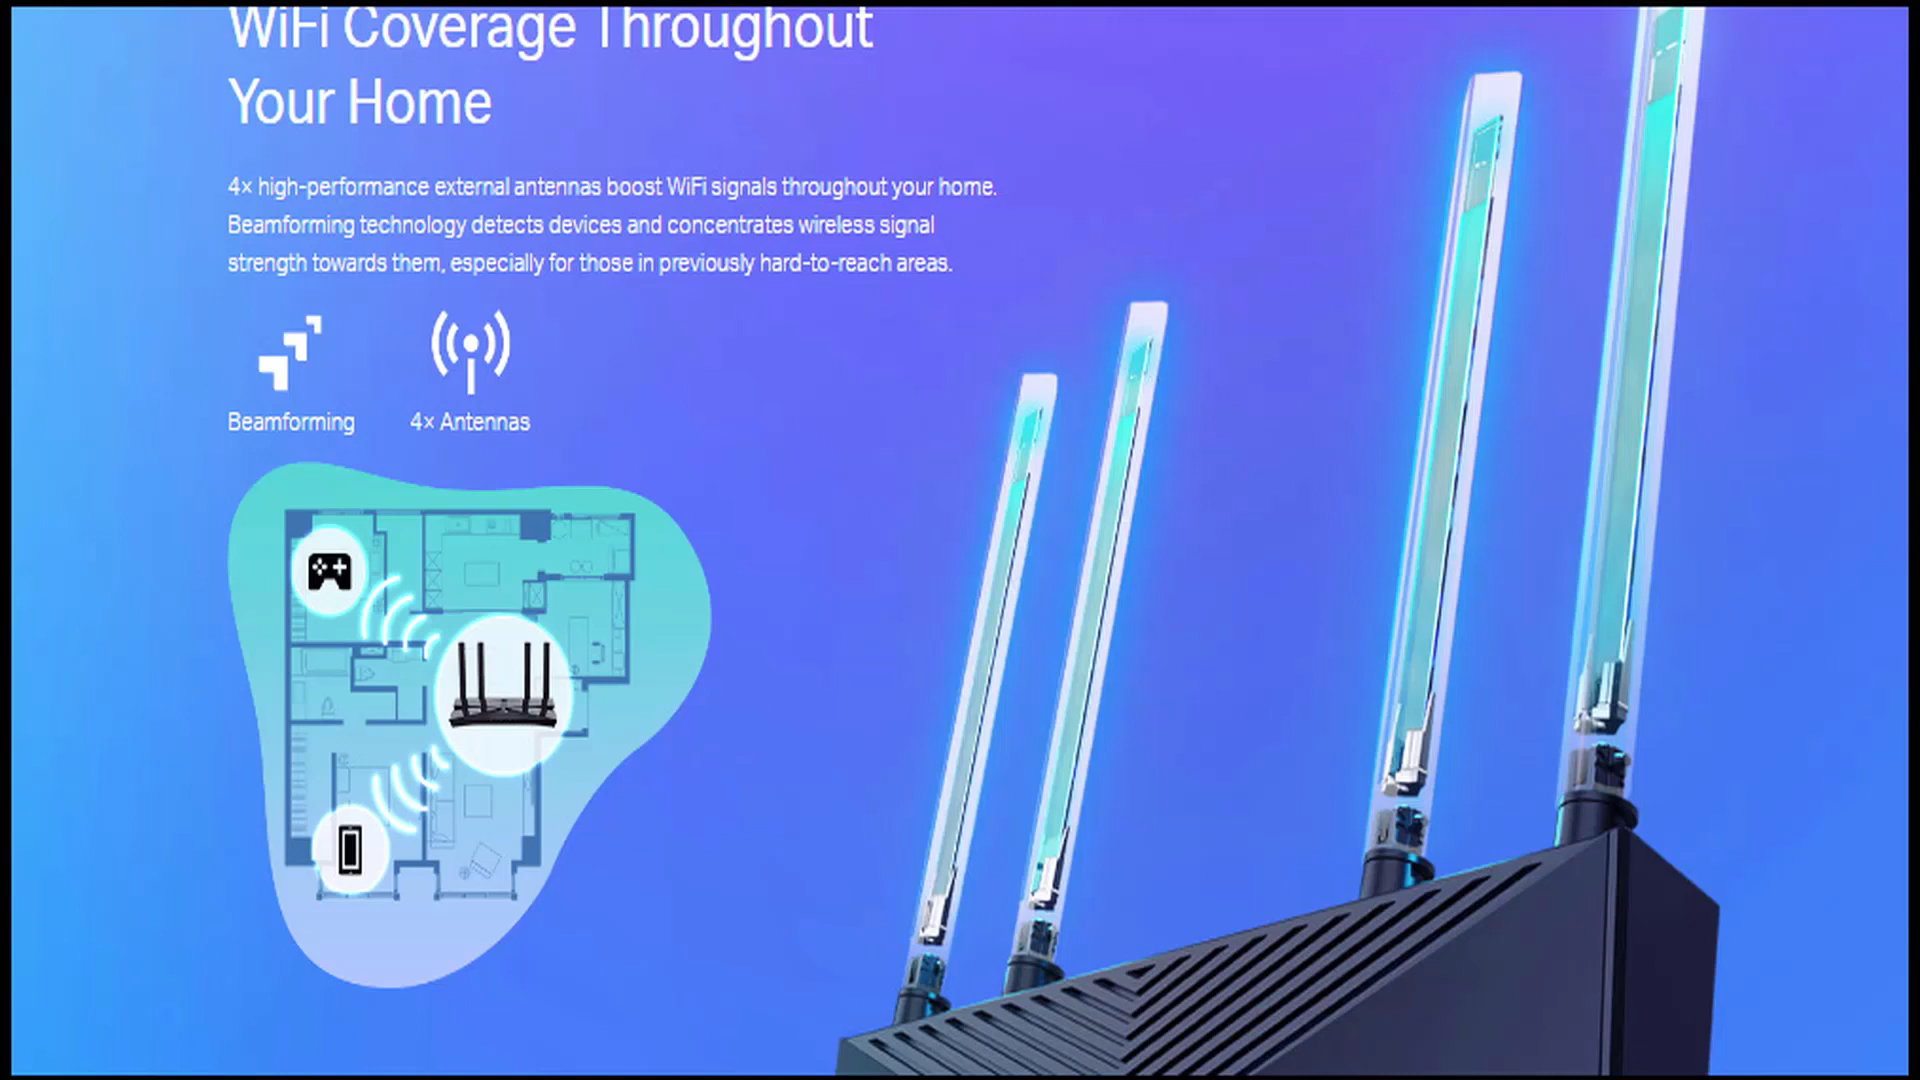 WiFi Coverage Throughout
Your Home
4× high-performance external antennas boost WiFi signals throughout your home.
Beamforming technology detects devices and concentrates wireless signal
strength towards them, especially for those in previously hard-to-reach areas.
Beamforming
4× Antennas